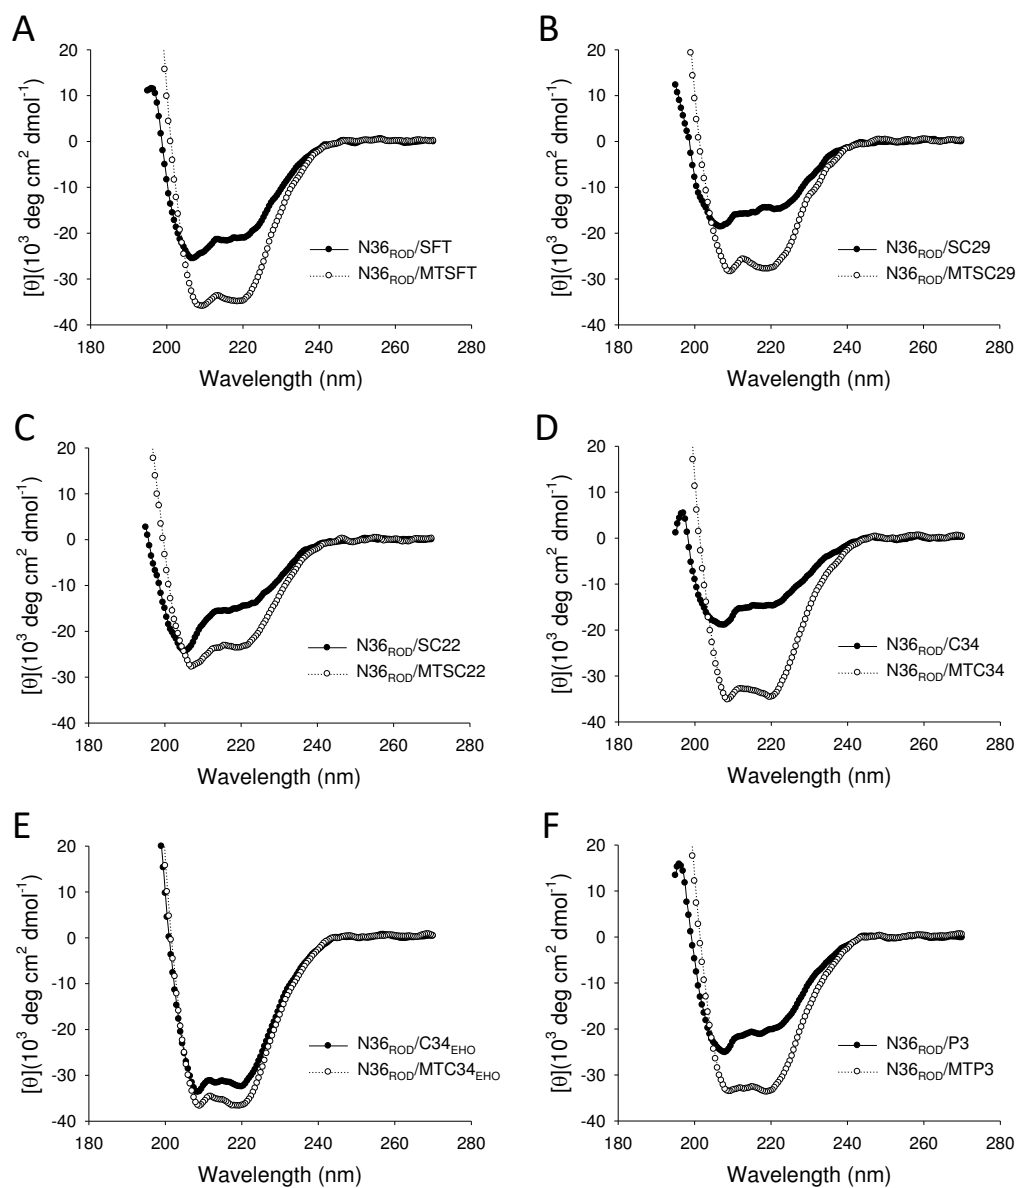 A
20
10
0
-10
-20
-30
-40
180 200 220 240 260 280
Wavelength (nm)
[θ](10³ deg cm² dmol⁻¹)
N36ROD/SFT
N36ROD/MTSFT
B
20
10
0
-10
-20
-30
-40
180 200 220 240 260 280
Wavelength (nm)
[θ](10³ deg cm² dmol⁻¹)
N36ROD/SC29
N36ROD/MTSC29
C
20
10
0
-10
-20
-30
-40
180 200 220 240 260 280
Wavelength (nm)
[θ](10³ deg cm² dmol⁻¹)
N36ROD/SC22
N36ROD/MTSC22
D
20
10
0
-10
-20
-30
-40
180 200 220 240 260 280
Wavelength (nm)
[θ](10³ deg cm² dmol⁻¹)
N36ROD/C34
N36ROD/MTC34
E
20
10
0
-10
-20
-30
-40
180 200 220 240 260 280
Wavelength (nm)
[θ](10³ deg cm² dmol⁻¹)
N36ROD/C34EHO
N36ROD/MTC34EHO
F
20
10
0
-10
-20
-30
-40
180 200 220 240 260 280
Wavelength (nm)
[θ](10³ deg cm² dmol⁻¹)
N36ROD/P3
N36ROD/MTP3